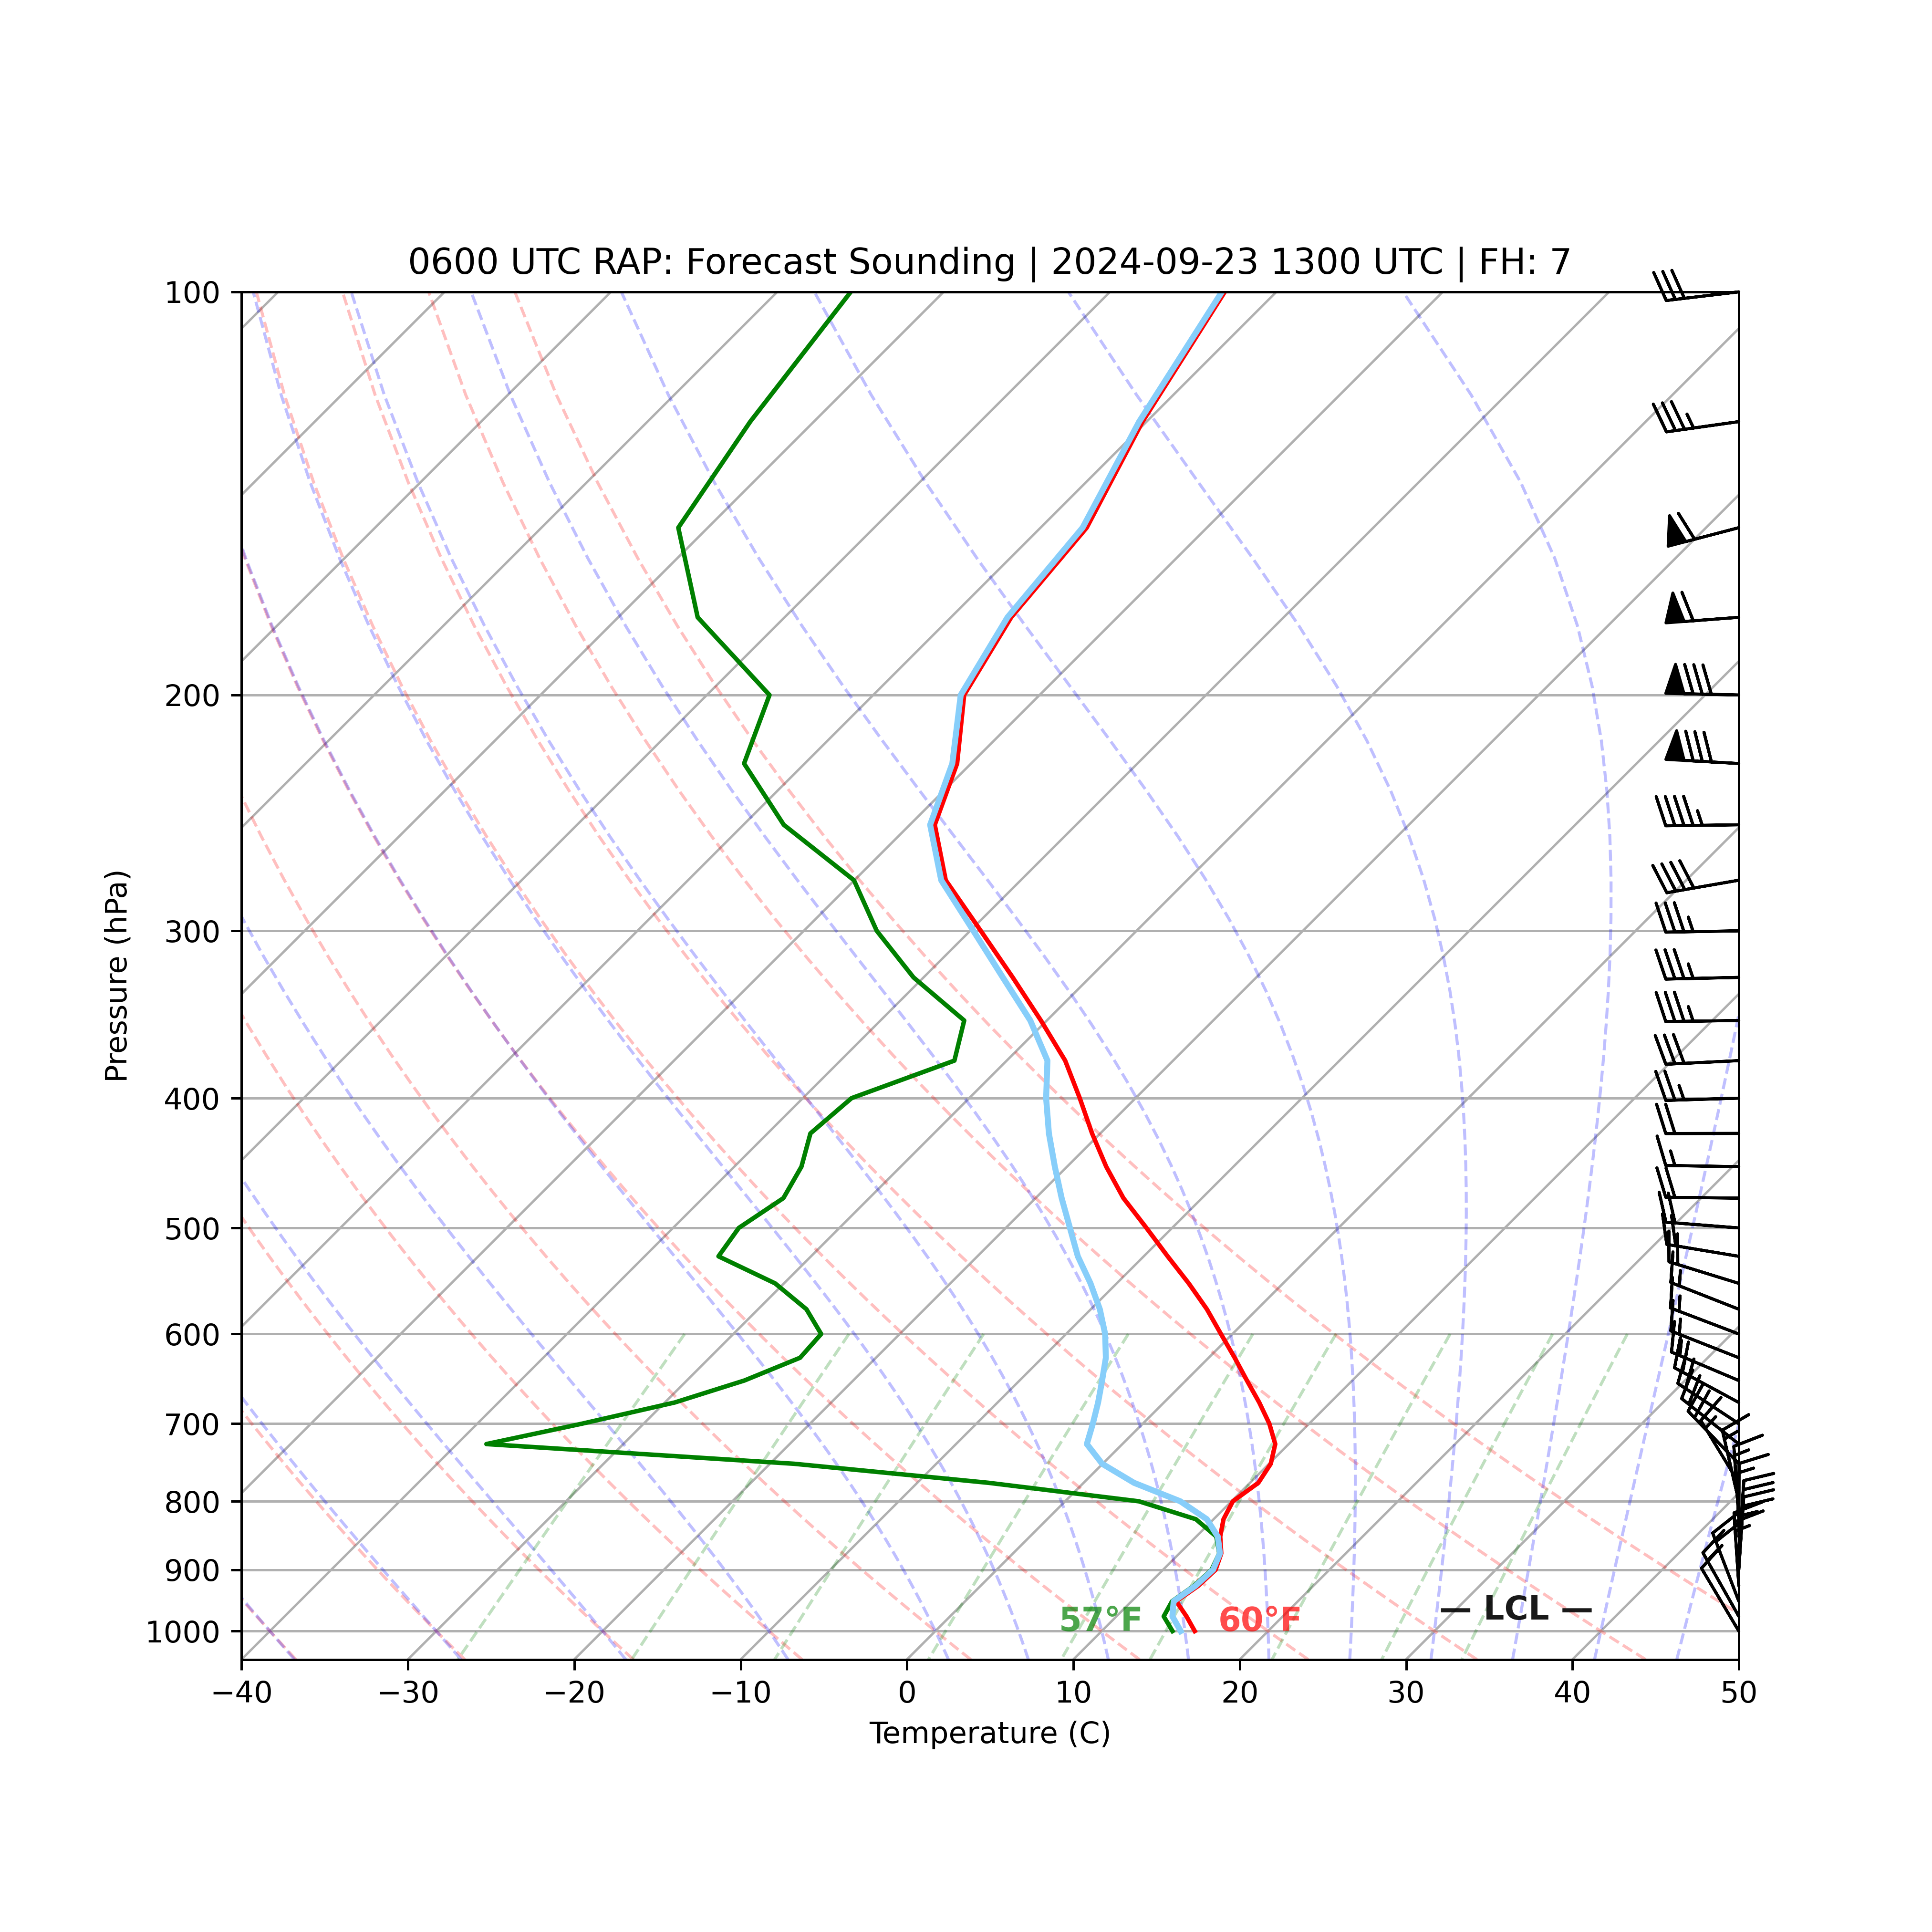 0600 UTC RAP: Forecast Sounding | 2024-09-23 1300 UTC | FH: 7
100
200
300
400
500
600
700
800
900
1000
Pressure (hPa)
57°F
60°F
— LCL —
−40 −30 −20 −10 0 10 20 30 40 50
Temperature (C)